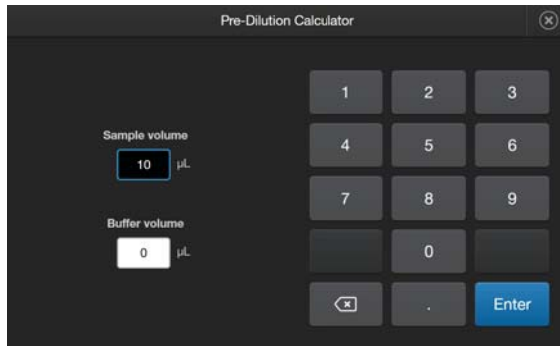 Pre-Dilution Calculator
Sample volume
10 µL
Buffer volume
0 µL
1 2 3
4 5 6
7 8 9
0
. Enter